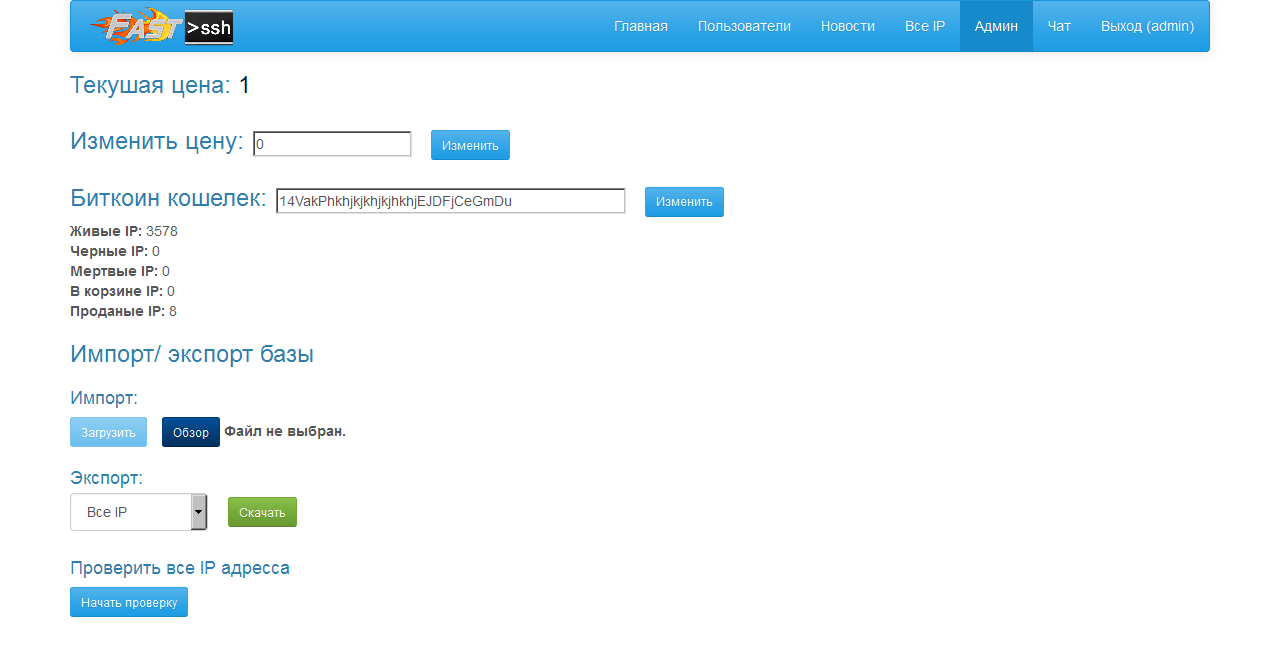 FAST >ssh Главная Пользователи Новости Все IP Админ Чат Выход (admin)
Текушая цена: 1
Изменить цену: 0 Изменить
Биткоин кошелек: 14VakPhkhjkjkhjkjhkhjEJDFjCeGmDu Изменить
Живые IP: 3578
Черные IP: 0
Мертвые IP: 0
В корзине IP: 0
Проданые IP: 8
Импорт/ экспорт базы
Импорт:
Загрузить Обзор Файл не выбран.
Экспорт:
Все IP Скачать
Проверить все IP адресса
Начать проверку